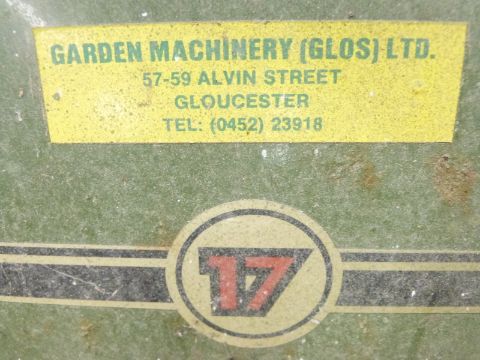 GARDEN MACHINERY (GLOS) LTD.
57-59 ALVIN STREET
GLOUCESTER
TEL: (0452) 23918
17